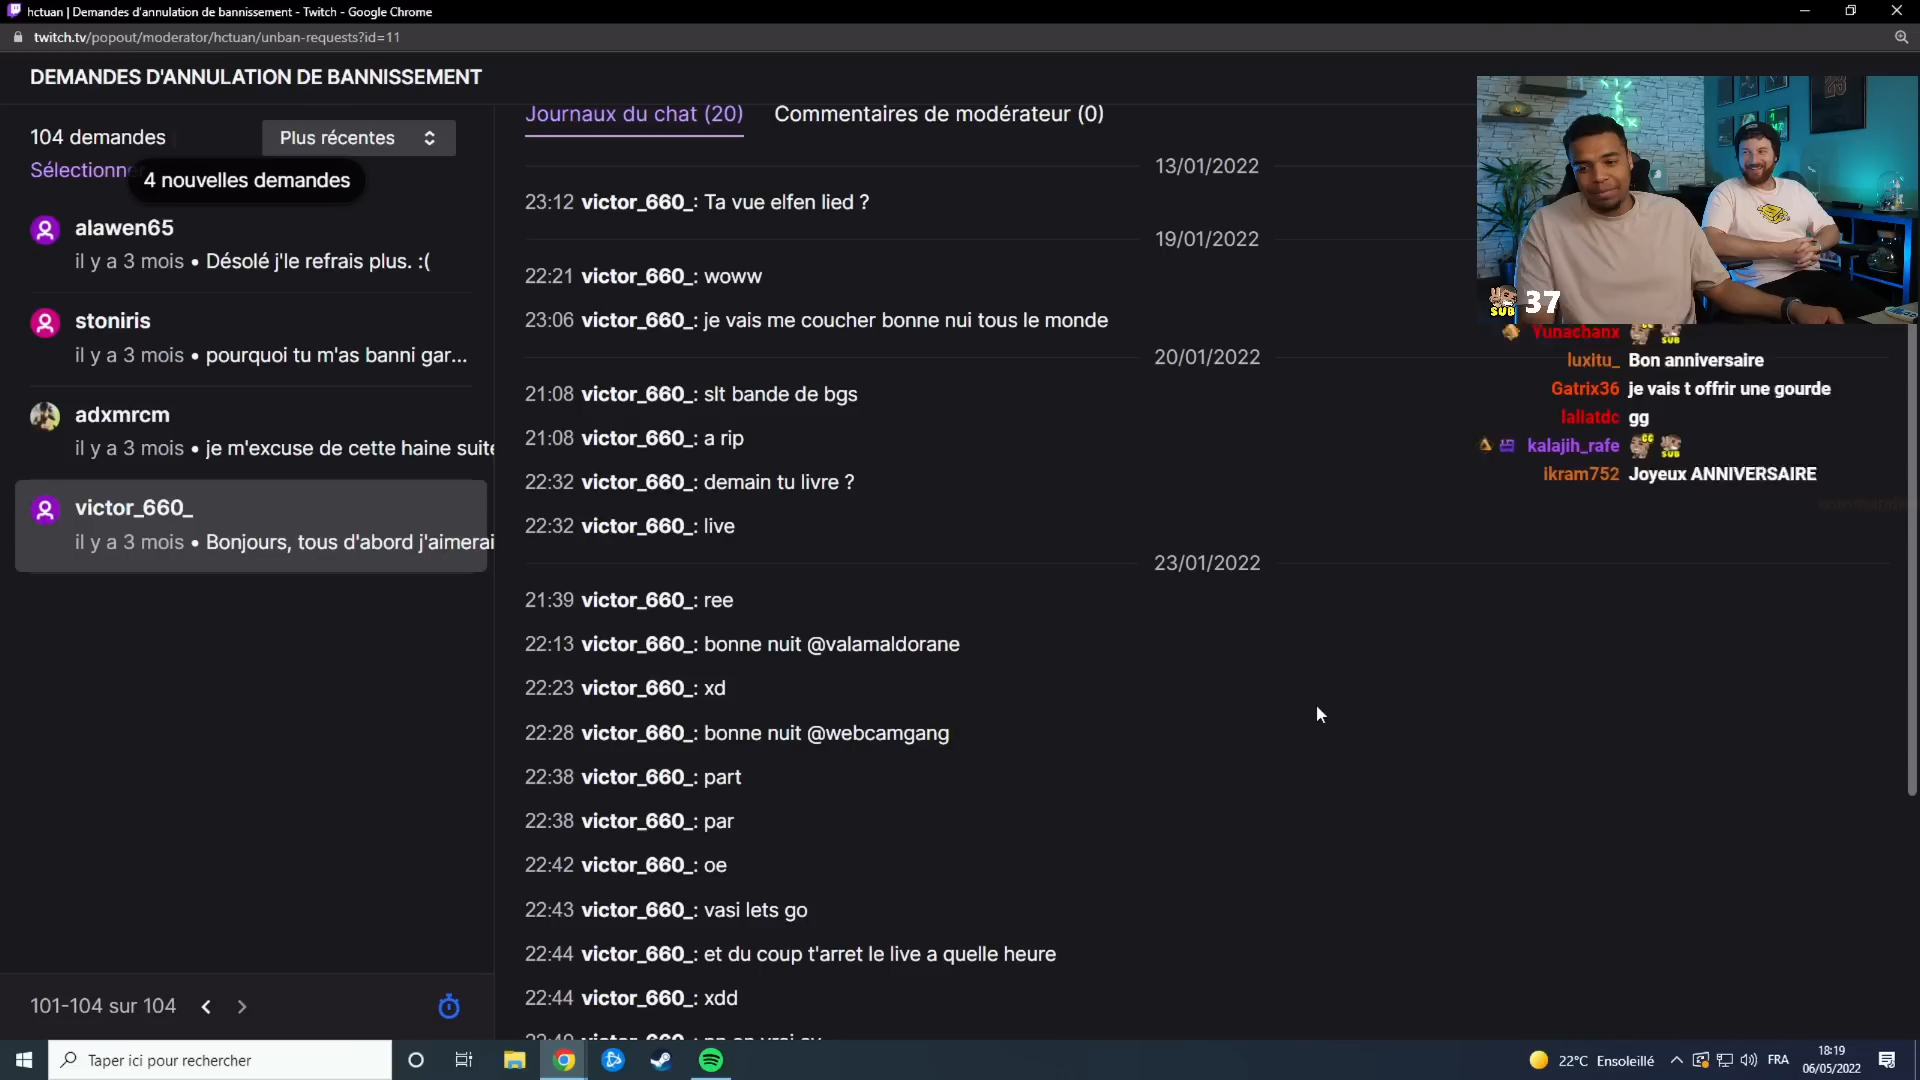 hctuan | Demandes d'annulation de bannissement - Twitch - Google Chrome
twitch.tv/popout/moderator/hctuan/unban-requests?id=11
DEMANDES D'ANNULATION DE BANNISSEMENT
104 demandes
Plus récentes
Sélectionne
4 nouvelles demandes
alawen65
il y a 3 mois • Désolé j'le refrais plus. :(
stoniris
il y a 3 mois • pourquoi tu m'as banni gar...
adxmrcm
il y a 3 mois • je m'excuse de cette haine suite
victor_660_
il y a 3 mois • Bonjours, tous d'abord j'aimerai
101-104 sur 104
Journaux du chat (20)
Commentaires de modérateur (0)
13/01/2022
23:12 victor_660_: Ta vue elfen lied ?
19/01/2022
22:21 victor_660_: woww
23:06 victor_660_: je vais me coucher bonne nui tous le monde
20/01/2022
21:08 victor_660_: slt bande de bgs
21:08 victor_660_: a rip
22:32 victor_660_: demain tu livre ?
22:32 victor_660_: live
23/01/2022
21:39 victor_660_: ree
22:13 victor_660_: bonne nuit @valamaldorane
22:23 victor_660_: xd
22:28 victor_660_: bonne nuit @webcamgang
22:38 victor_660_: part
22:38 victor_660_: par
22:42 victor_660_: oe
22:43 victor_660_: vasi lets go
22:44 victor_660_: et du coup t'arret le live a quelle heure
22:44 victor_660_: xdd
SUB 37
Yunachanx
luxitu_ Bon anniversaire
Gatrix36 je vais t offrir une gourde
lallatdc gg
kalajih_rafe
ikram752 Joyeux ANNIVERSAIRE
Taper ici pour rechercher
22°C Ensoleillé
FRA
18:19
06/05/2022